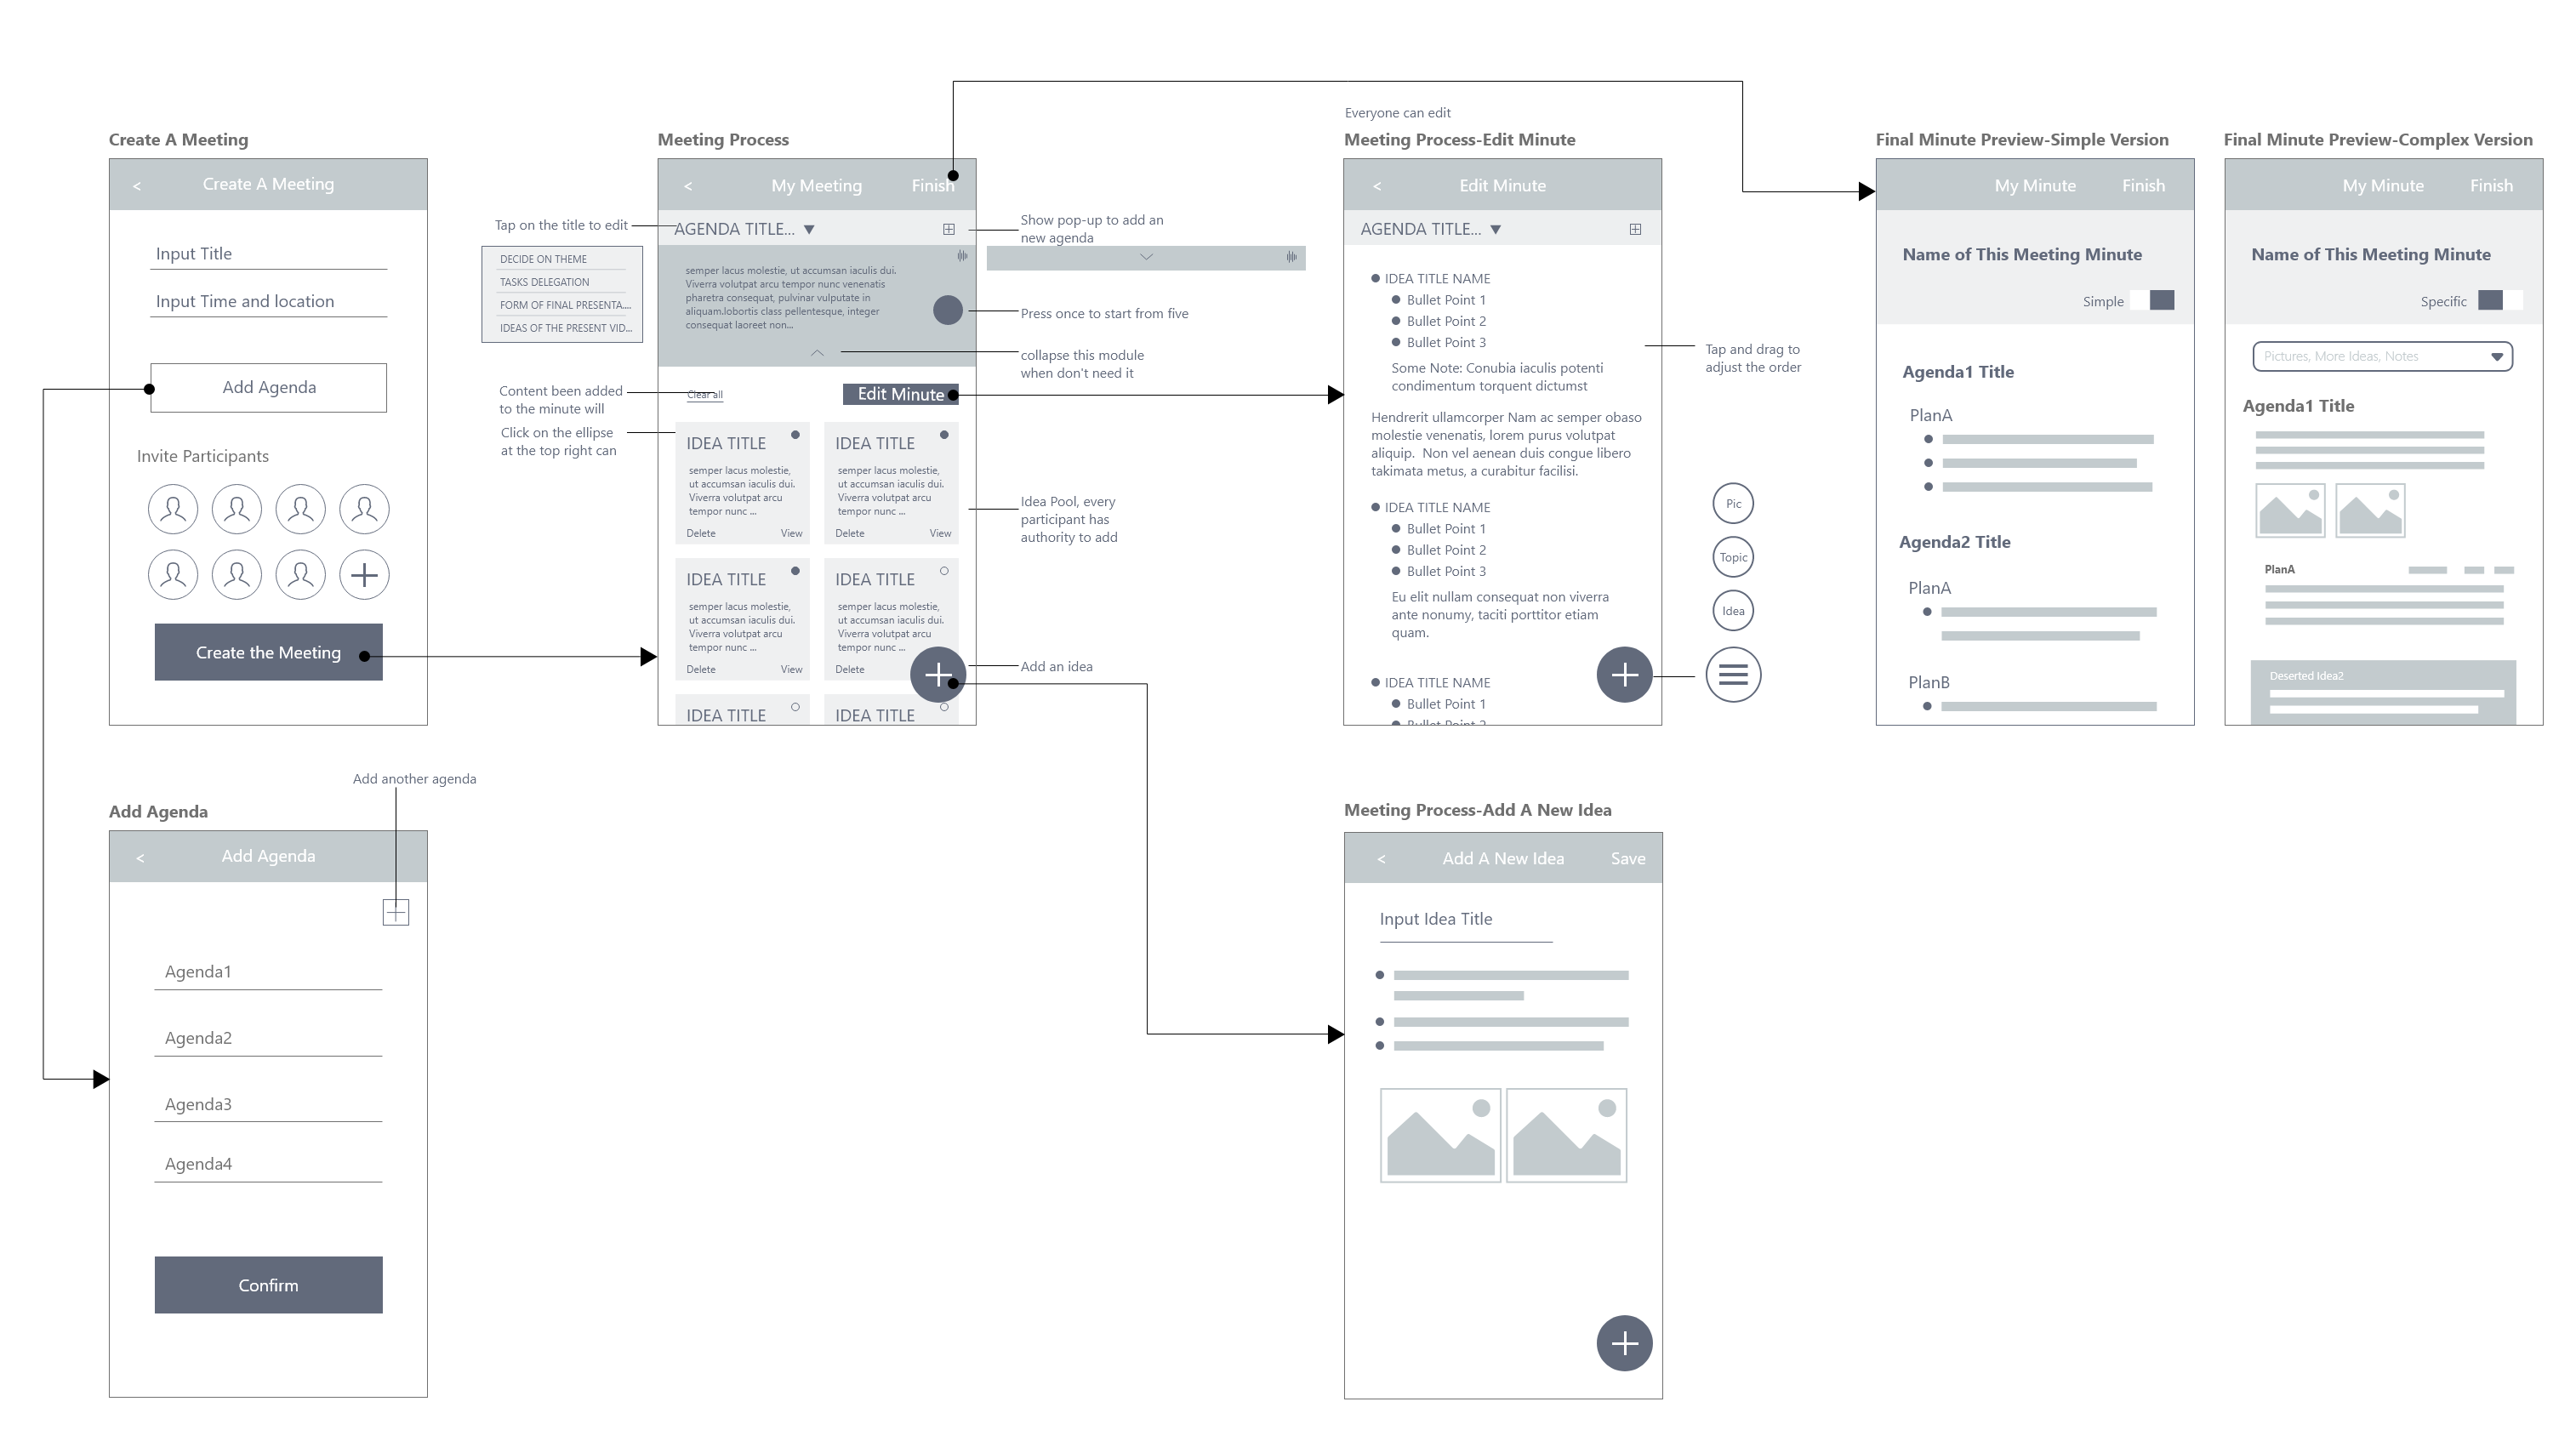 Create A Meeting
<
Create A Meeting
Input Title
Input Time and location
Add Agenda
Invite Participants
Create the Meeting
Add another agenda
Add Agenda
<
Add Agenda
Agenda1
Agenda2
Agenda3
Agenda4
Confirm
Tap on the title to edit
DECIDE ON THEME
TASKS DELEGATION
FORM OF FINAL PRESENTA....
IDEAS OF THE PRESENT VID...
Content been added
to the minute will
Click on the ellipse
at the top right can
Meeting Process
<
My Meeting
Finish
AGENDA TITLE...
semper lacus molestie, ut accumsan iaculis dui.
Viverra volutpat arcu tempor nunc venenatis
pharetra consequat, pulvinar vulputate in
aliquam.lobortis class pellentesque, integer
consequat laoreet non...
Clear all
Edit Minute
IDEA TITLE
semper lacus molestie,
ut accumsan iaculis dui.
Viverra volutpat arcu
tempor nunc ...
Delete
View
IDEA TITLE
semper lacus molestie,
ut accumsan iaculis dui.
Viverra volutpat arcu
tempor nunc ...
Delete
View
IDEA TITLE
semper lacus molestie,
ut accumsan iaculis dui.
Viverra volutpat arcu
tempor nunc ...
Delete
View
IDEA TITLE
semper lacus molestie,
ut accumsan iaculis dui.
Viverra volutpat arcu
tempor nunc ...
Delete
IDEA TITLE
IDEA TITLE
Show pop-up to add an
new agenda
Press once to start from five
collapse this module
when don't need it
Idea Pool, every
participant has
authority to add
Add an idea
Everyone can edit
Meeting Process-Edit Minute
<
Edit Minute
AGENDA TITLE...
IDEA TITLE NAME
Bullet Point 1
Bullet Point 2
Bullet Point 3
Some Note: Conubia iaculis potenti
condimentum torquent dictumst
Hendrerit ullamcorper Nam ac semper obaso
molestie venenatis, lorem purus volutpat
aliquip.  Non vel aenean duis congue libero
takimata metus, a curabitur facilisi.
IDEA TITLE NAME
Bullet Point 1
Bullet Point 2
Bullet Point 3
Eu elit nullam consequat non viverra
ante nonumy, taciti porttitor etiam
quam.
IDEA TITLE NAME
Bullet Point 1
Bullet Point 2
Tap and drag to
adjust the order
Pic
Topic
Idea
Meeting Process-Add A New Idea
<
Add A New Idea
Save
Input Idea Title
Final Minute Preview-Simple Version
My Minute
Finish
Name of This Meeting Minute
Simple
Agenda1 Title
PlanA
Agenda2 Title
PlanA
PlanB
Final Minute Preview-Complex Version
My Minute
Finish
Name of This Meeting Minute
Specific
Pictures, More Ideas, Notes
Agenda1 Title
PlanA
Deserted Idea2